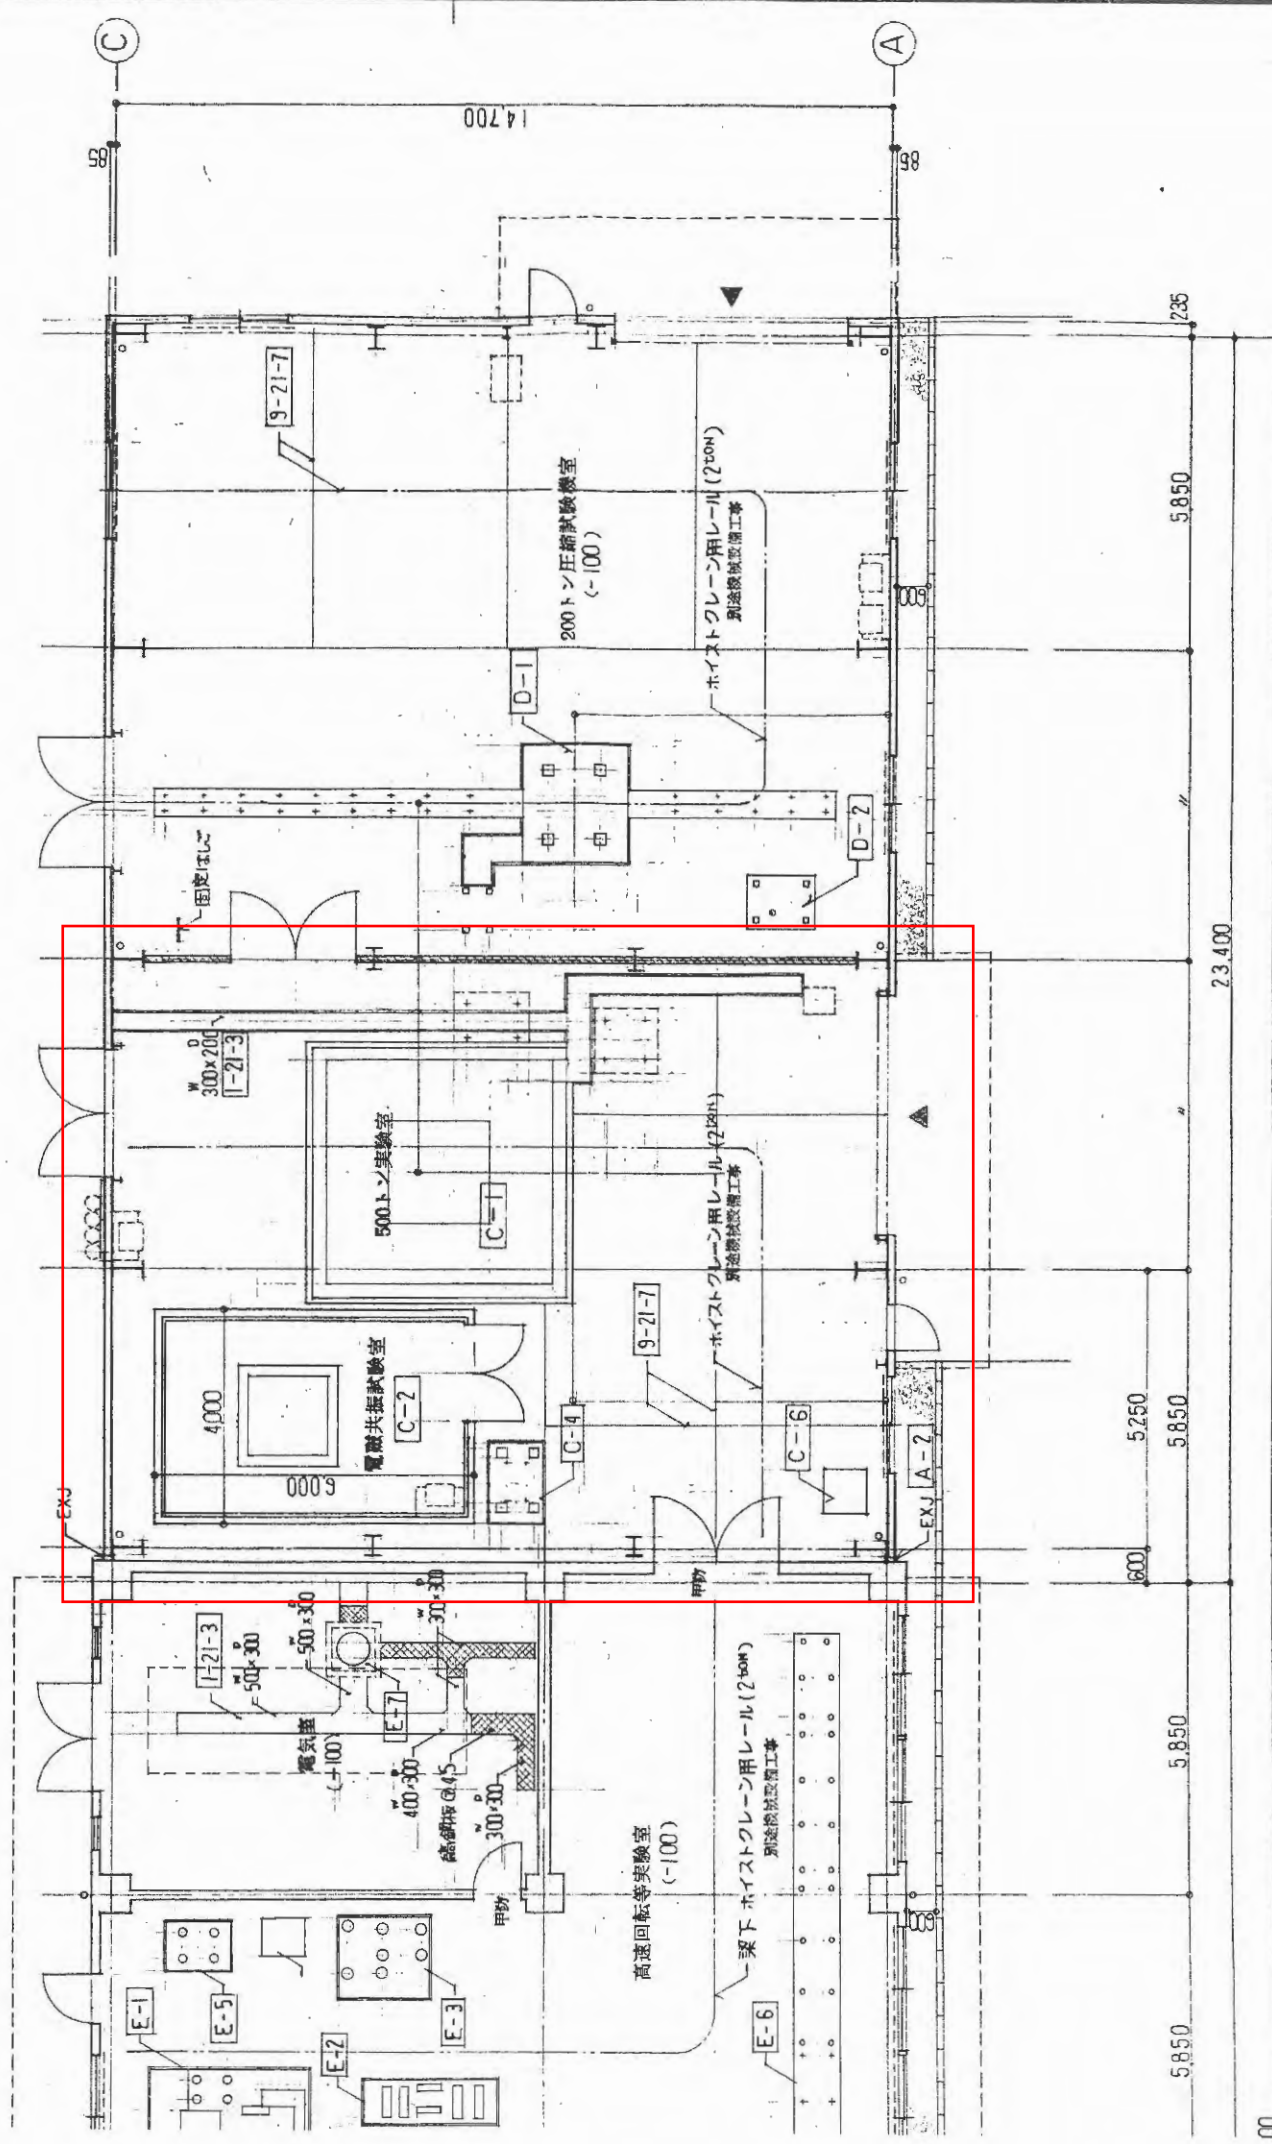 C
A
14,700
85
85
235
9-21-7
200トン圧縮試験機室
(-100)
ホイストクレーン用レール(2ton)
別途機械設備工事
5,850
600
D-1
D-2
固定はしご
〃
23,400
W D
300×200
1-21-3
500トン実験室
C-1
ホイストクレーン用レール(2ton)
別途機械設備工事
〃
9-21-7
4,000
6,000
電磁共振試験室
C-2
C-4
C-6
A-2
EXJ
EXJ
5250
5,850
600
甲防
1-21-3
W D
500×300
W D
500×300
W D
300×300
E-7
電気室
(+100)
W D
400×300
縞鋼板@4.5
W D
300×300
甲防
高速回転等実験室
(-100)
梁下 ホイストクレーン用レール(2ton)
別途機械設備工事
5,850
600
E-1
E-5
E-3
E-2
E-6
5,850
00